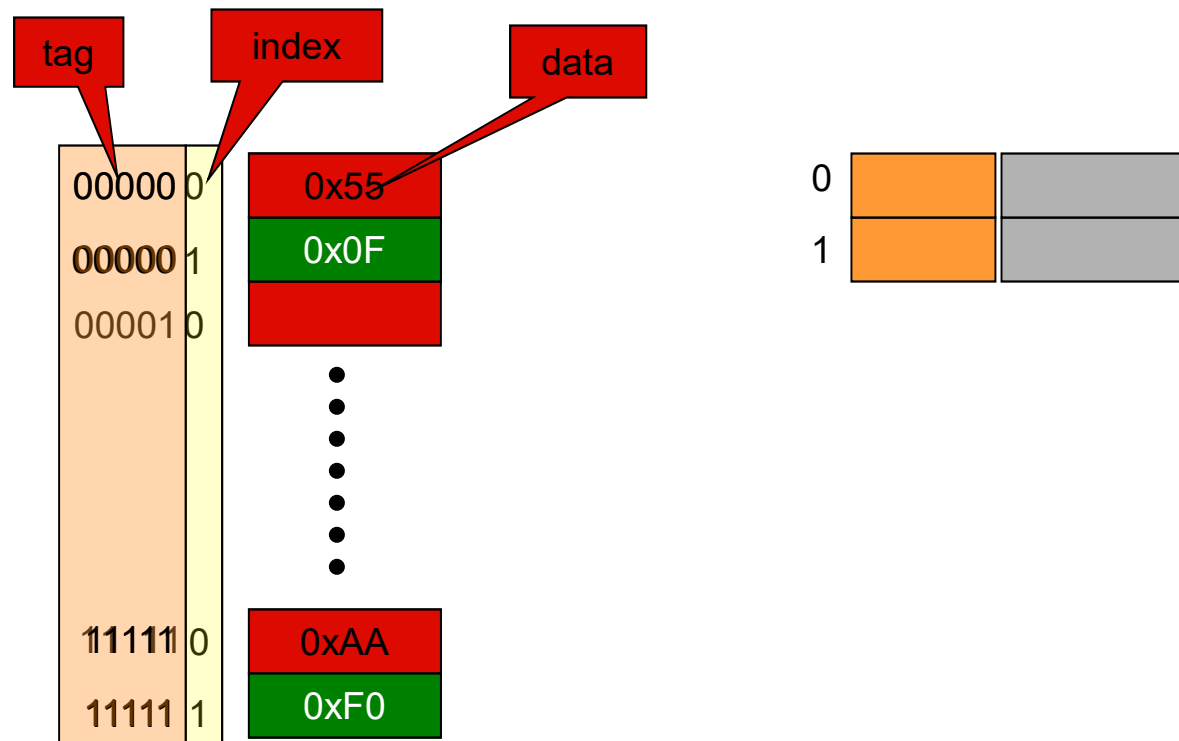 tag
index
data
00000 0 0x55
00000 1 0x0F
00001 0
11111 0 0xAA
11111 1 0xF0
0
1